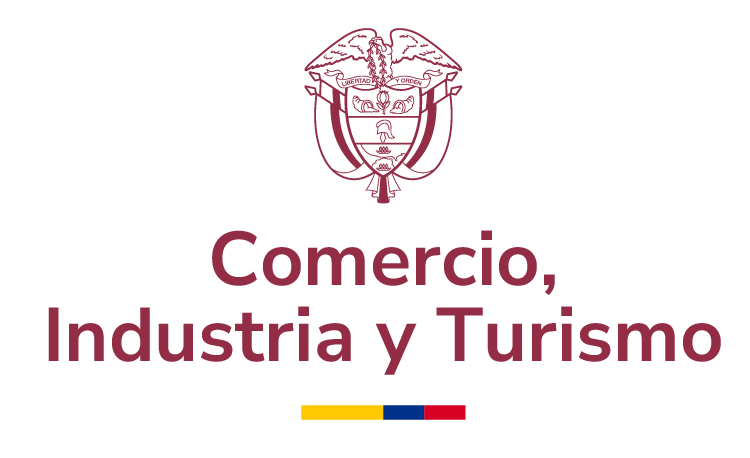 LIBERTAD Y ORDEN
Comercio,
Industria y Turismo